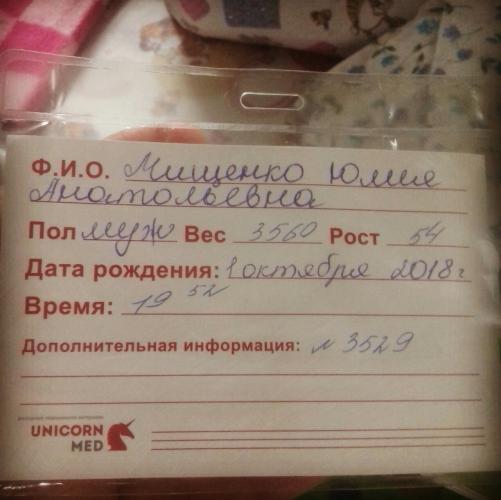 Ф.И.О. Мищенко Юлия
Анатольевна
Пол муж Вес 3560 Рост 54
Дата рождения: 1 октября 2018 г
Время: 19 52
Дополнительная информация: № 3529
UNICORN
MED